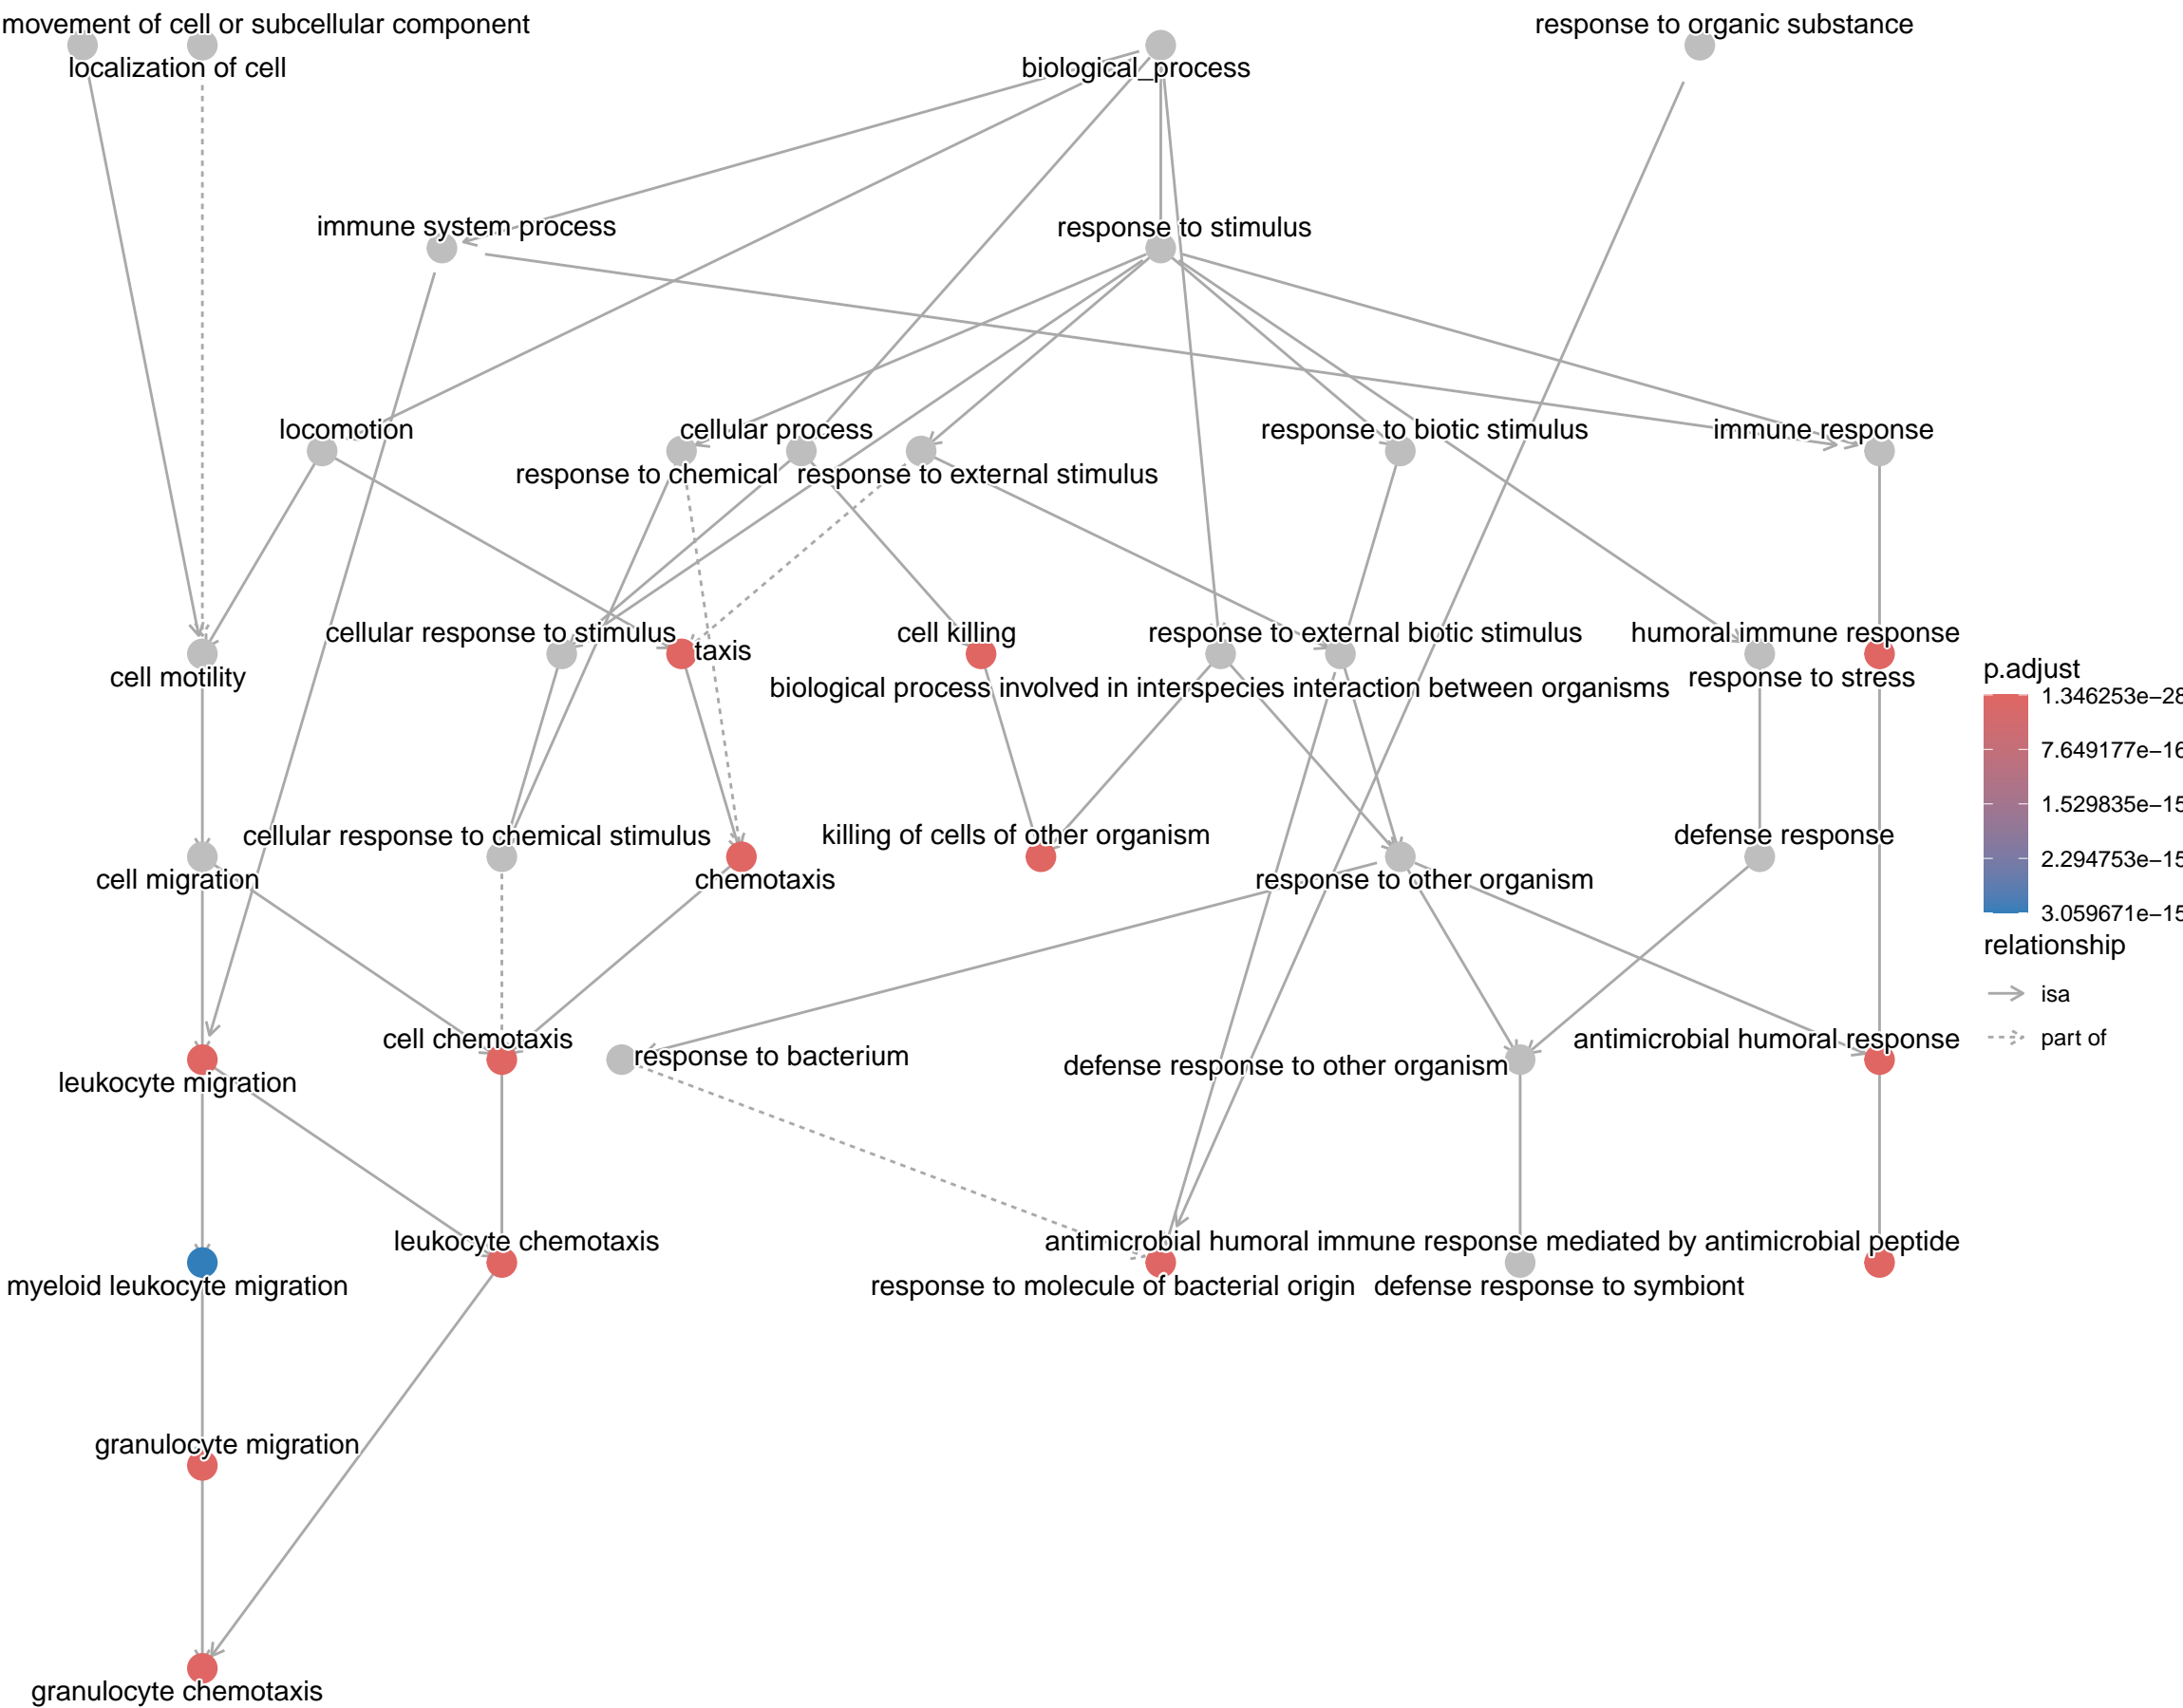 movement of cell or subcellular component
response to organic substance
localization of cell
biological_process
immune system process
response to stimulus
locomotion
cellular process
response to biotic stimulus
immune response
response to chemical
response to external stimulus
cellular response to stimulus
taxis
cell killing
response to external biotic stimulus
humoral immune response
cell motility
biological process involved in interspecies interaction between organisms
response to stress
cellular response to chemical stimulus
killing of cells of other organism
defense response
cell migration
chemotaxis
response to other organism
cell chemotaxis
response to bacterium
defense response to other organism
antimicrobial humoral response
leukocyte migration
leukocyte chemotaxis
antimicrobial humoral immune response mediated by antimicrobial peptide
myeloid leukocyte migration
response to molecule of bacterial origin
defense response to symbiont
granulocyte migration
granulocyte chemotaxis
p.adjust
1.346253e−28
7.649177e−16
1.529835e−15
2.294753e−15
3.059671e−15
relationship
isa
part of